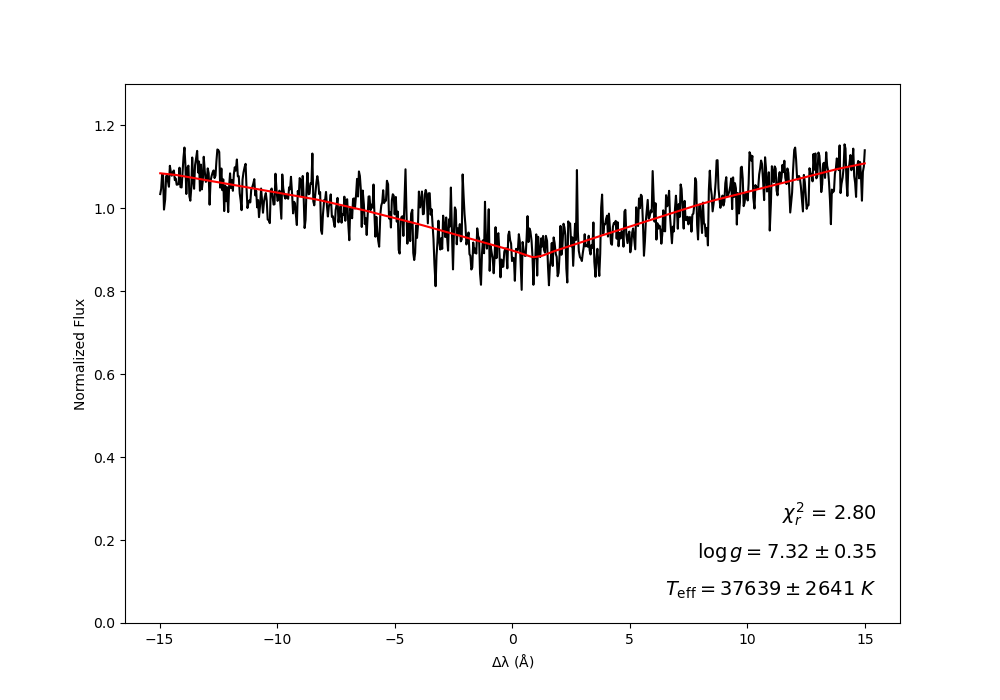 1.2
1.0
0.8
0.6
0.4
0.2
0.0
Normalized Flux
χ²ᵣ = 2.80
log g = 7.32 ± 0.35
T_eff = 37639 ± 2641 K
−15 −10 −5 0 5 10 15
Δλ (Å)